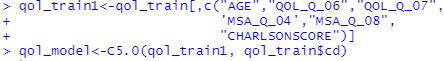 > qol_train1<-qol_train[,c("AGE","QOL_Q_06","QOL_Q_07",
+                        'MSA_Q_04',"MSA_Q_08",
+                        "CHARLSONSCORE")]
> qol_model<-C5.0(qol_train1, qol_train$cd)